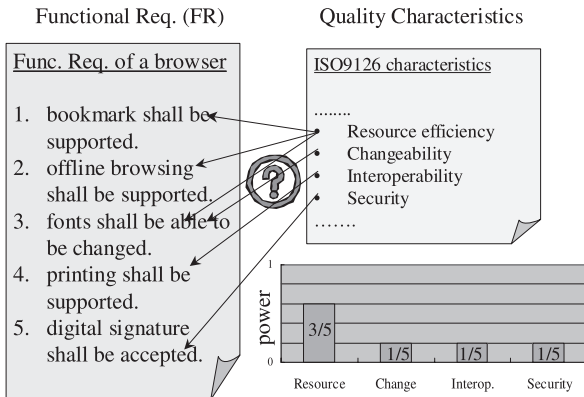 Functional Req. (FR)
Quality Characteristics
Func. Req. of a browser
1. bookmark shall be
supported.
2. offline browsing
shall be supported.
3. fonts shall be able to
be changed.
4. printing shall be
supported.
5. digital signature
shall be accepted.
?
ISO9126 characteristics
........
• Resource efficiency
• Changeability
• Interoperability
• Security
.......
power
1
0
3/5
1/5
1/5
1/5
Resource
Change
Interop.
Security